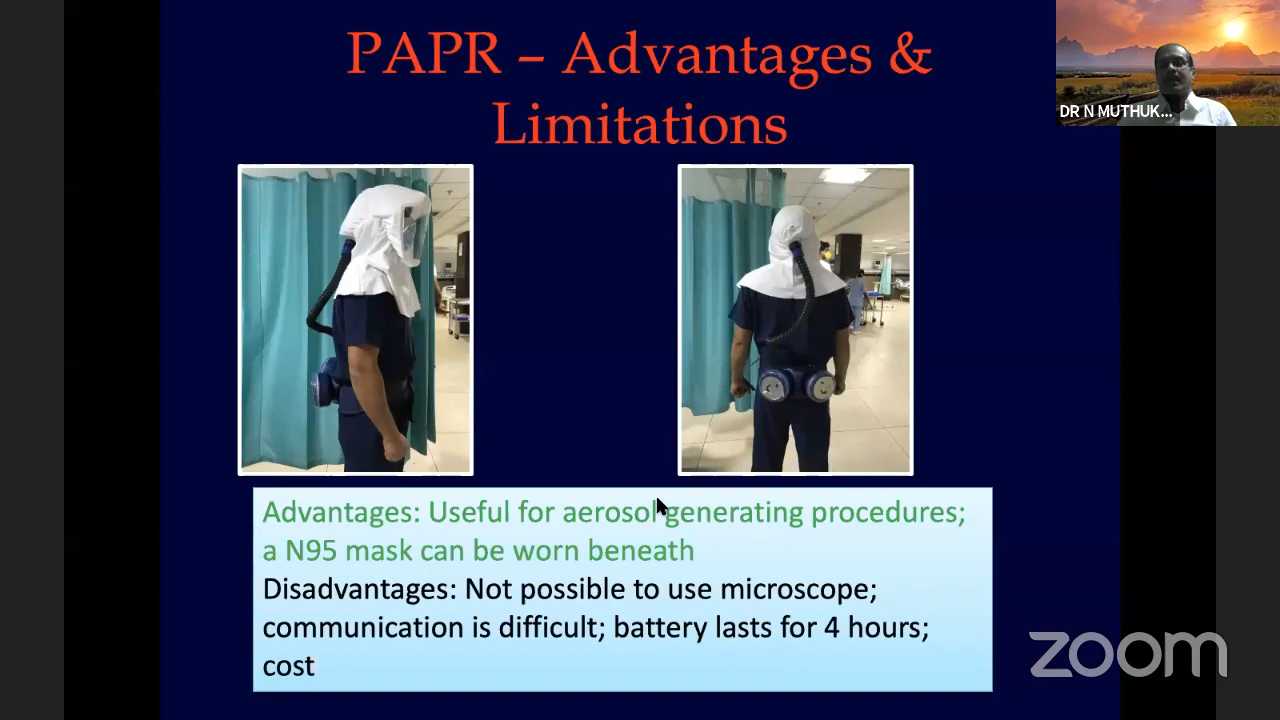 PAPR – Advantages &
Limitations
DR N MUTHUK...
Advantages: Useful for aerosol generating procedures;
a N95 mask can be worn beneath
Disadvantages: Not possible to use microscope;
communication is difficult; battery lasts for 4 hours;
cost
zoom